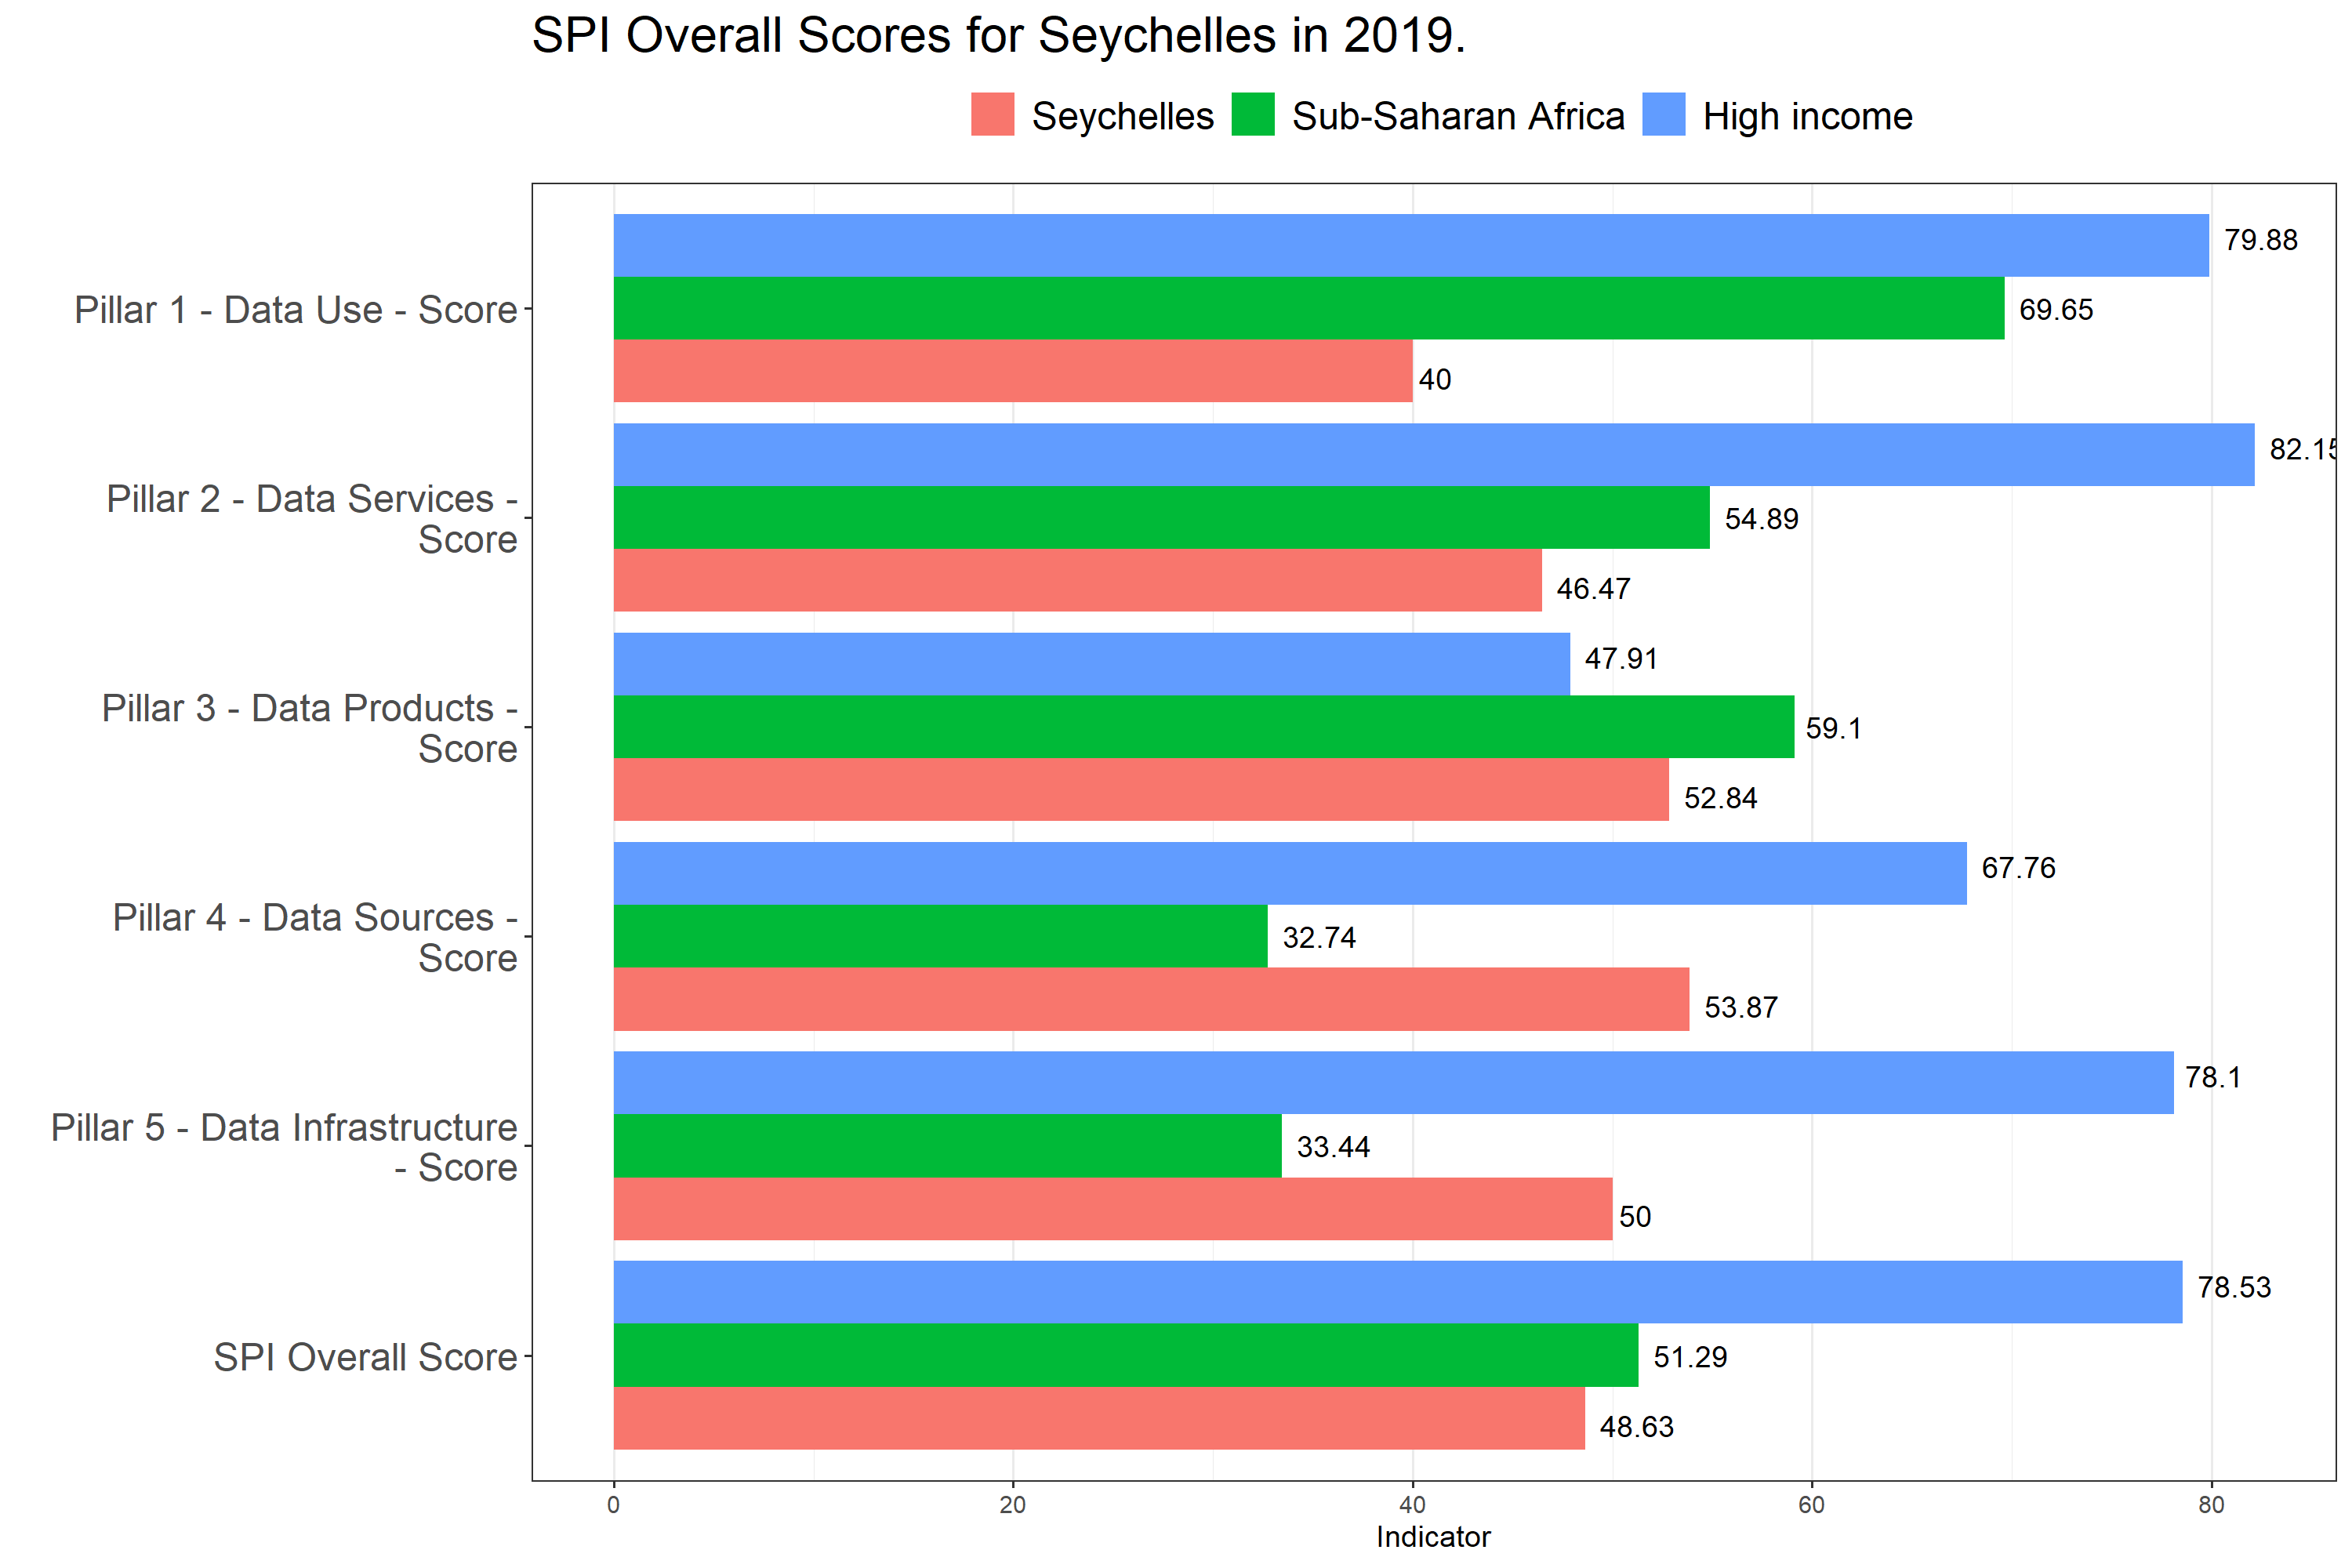 SPI Overall Scores for Seychelles in 2019.
Seychelles Sub-Saharan Africa High income
79.88
Pillar 1 - Data Use - Score
69.65
40
82.15
Pillar 2 - Data Services -
Score
54.89
46.47
47.91
Pillar 3 - Data Products -
Score
59.1
52.84
67.76
Pillar 4 - Data Sources -
Score
32.74
53.87
78.1
Pillar 5 - Data Infrastructure
- Score
33.44
50
78.53
SPI Overall Score
51.29
48.63
0 20 40 60 80
Indicator